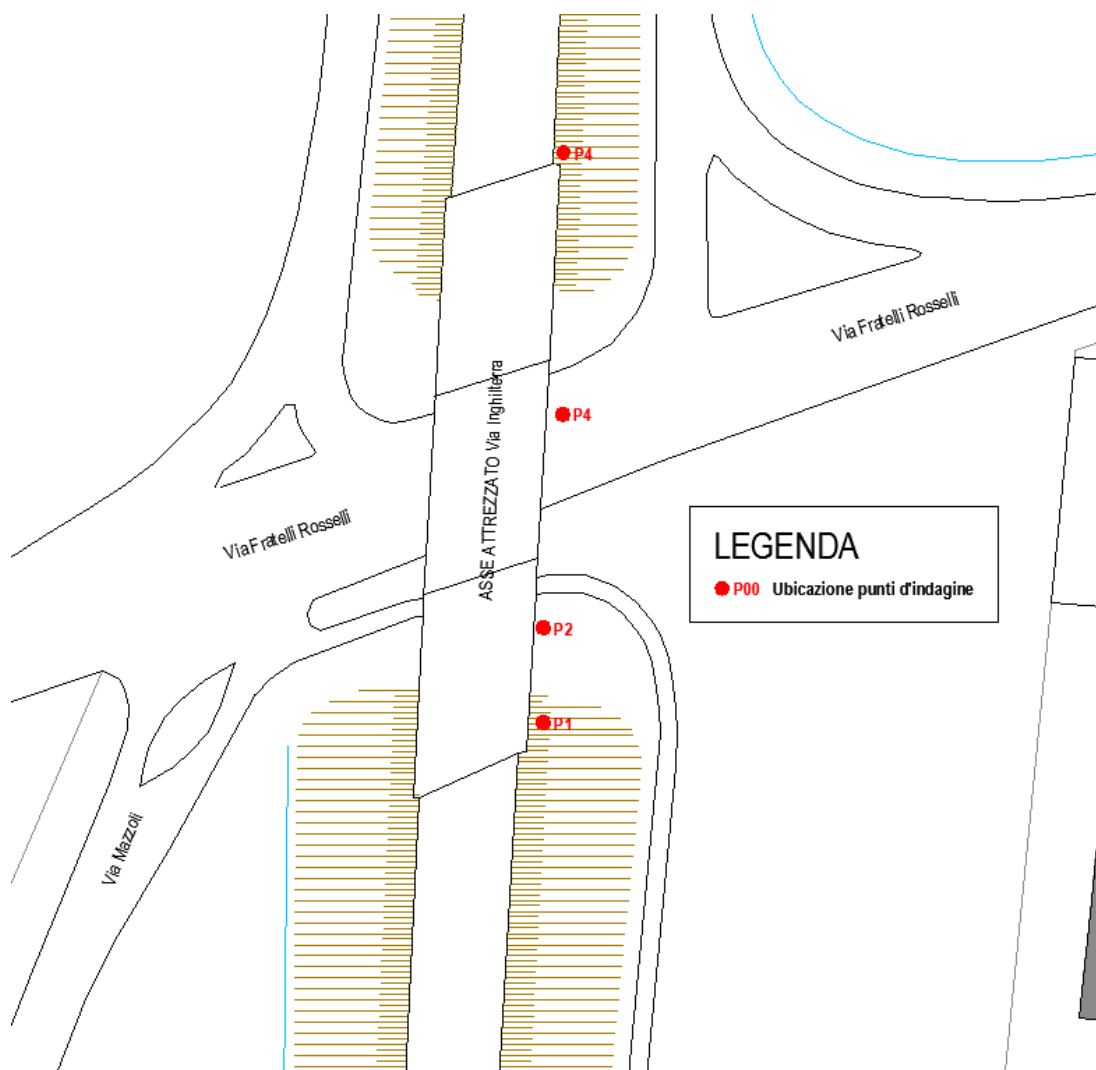 P4
Via Fratelli Rosselli
P4
ASSE ATTREZZATO Via Inghilterra
Via Fratelli Rosselli
LEGENDA
P00 Ubicazione punti d'indagine
P2
P1
Via Mazzoli